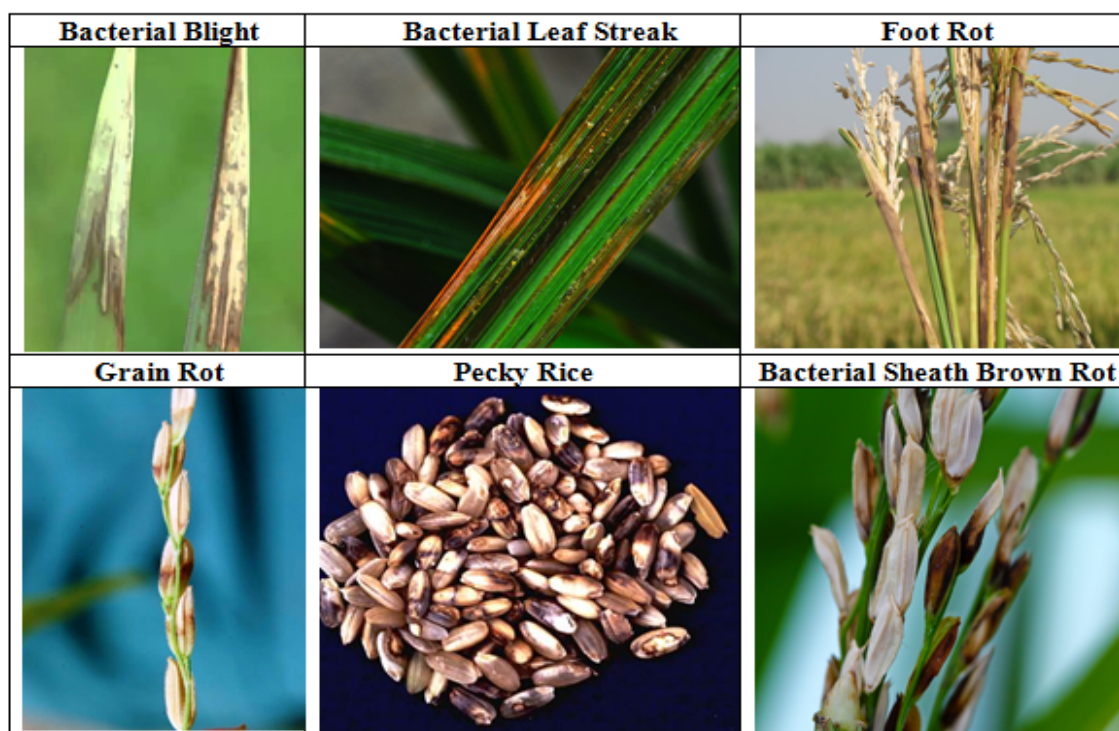 Bacterial Blight
Bacterial Leaf Streak
Foot Rot
Grain Rot
Pecky Rice
Bacterial Sheath Brown Rot